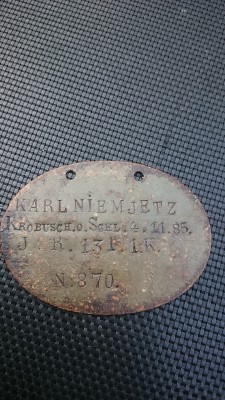 KARL NIEMJETZ
KROBUSCH.O.SCHL.4.11.85.
J.R. 131.1.K.
N.870.